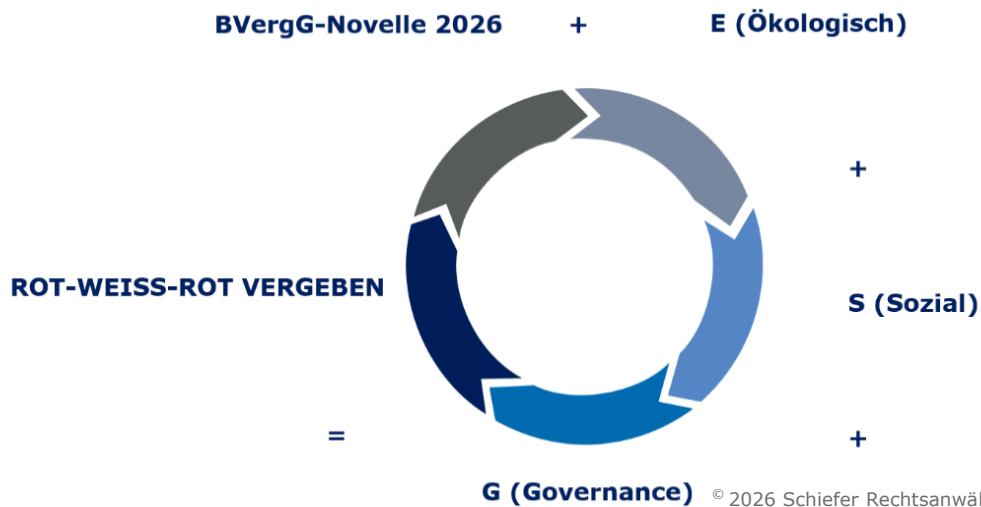 BVergG-Novelle 2026 + E (Ökologisch)
+
ROT-WEISS-ROT VERGEBEN
S (Sozial)
= +
G (Governance)
© 2026 Schiefer Rechtsanwäl